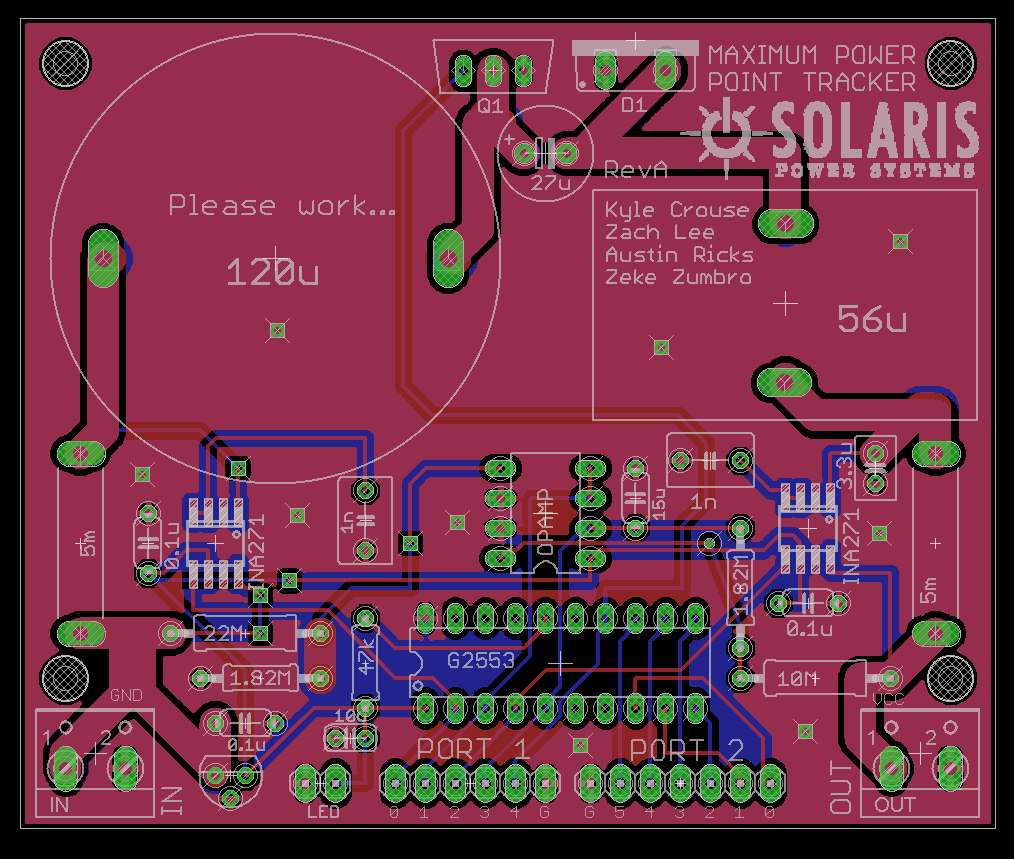 MAXIMUM POWER
POINT TRACKER
SOLARIS
POWER SYSTEMS
Q1
D1
+
27u
RevA
Please work...
120u
Kyle Crouse
Zach Lee
Austin Ricks
Zeke Zumbro
56u
5m
0.1u
INA271
1n
OPAMP
15u
1n
3.3u
INA271
5m
1.82M
0.1u
22M
1.82M
47k
G2553
10M
GND
VCC
0.1u
PORT 1
PORT 2
1 2
IN
IN
LED
0 1 2 3 4 G
G 5 4 3 2 1 0
OUT
1 2
OUT